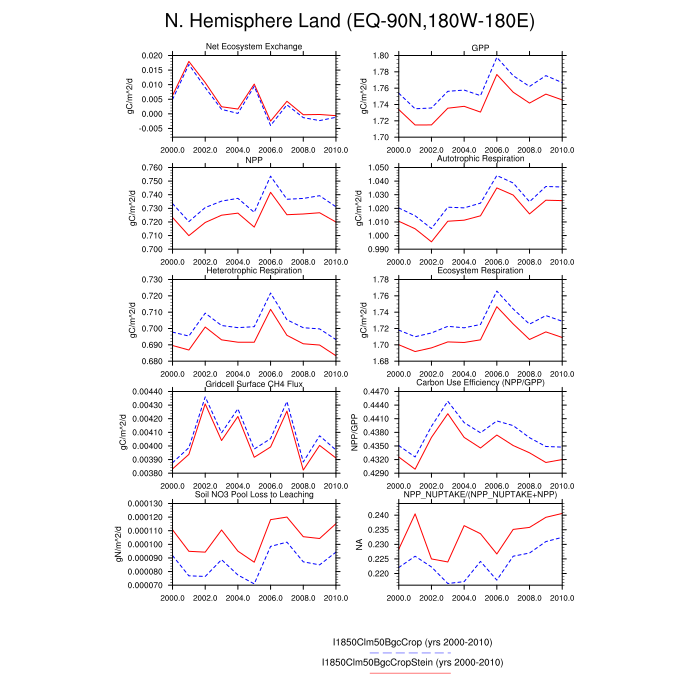 N. Hemisphere Land (EQ-90N,180W-180E)
Net Ecosystem Exchange
GPP
gC/m^2/d
0.020
0.015
0.010
0.005
0.000
-0.005
2000.0 2002.0 2004.0 2006.0 2008.0 2010.0
gC/m^2/d
1.80
1.78
1.76
1.74
1.72
1.70
2000.0 2002.0 2004.0 2006.0 2008.0 2010.0
NPP
Autotrophic Respiration
gC/m^2/d
0.760
0.750
0.740
0.730
0.720
0.710
0.700
2000.0 2002.0 2004.0 2006.0 2008.0 2010.0
gC/m^2/d
1.050
1.040
1.030
1.020
1.010
1.000
0.990
2000.0 2002.0 2004.0 2006.0 2008.0 2010.0
Heterotrophic Respiration
Ecosystem Respiration
gC/m^2/d
0.730
0.720
0.710
0.700
0.690
0.680
2000.0 2002.0 2004.0 2006.0 2008.0 2010.0
gC/m^2/d
1.78
1.76
1.74
1.72
1.70
1.68
2000.0 2002.0 2004.0 2006.0 2008.0 2010.0
Gridcell Surface CH4 Flux
Carbon Use Efficiency (NPP/GPP)
gC/m^2/d
0.00440
0.00430
0.00420
0.00410
0.00400
0.00390
0.00380
2000.0 2002.0 2004.0 2006.0 2008.0 2010.0
NPP/GPP
0.4470
0.4440
0.4410
0.4380
0.4350
0.4320
0.4290
2000.0 2002.0 2004.0 2006.0 2008.0 2010.0
Soil NO3 Pool Loss to Leaching
NPP_NUPTAKE/(NPP_NUPTAKE+NPP)
gN/m^2/d
0.000130
0.000120
0.000110
0.000100
0.000090
0.000080
0.000070
2000.0 2002.0 2004.0 2006.0 2008.0 2010.0
NA
0.240
0.235
0.230
0.225
0.220
2000.0 2002.0 2004.0 2006.0 2008.0 2010.0
I1850Clm50BgcCrop (yrs 2000-2010)
I1850Clm50BgcCropStein (yrs 2000-2010)